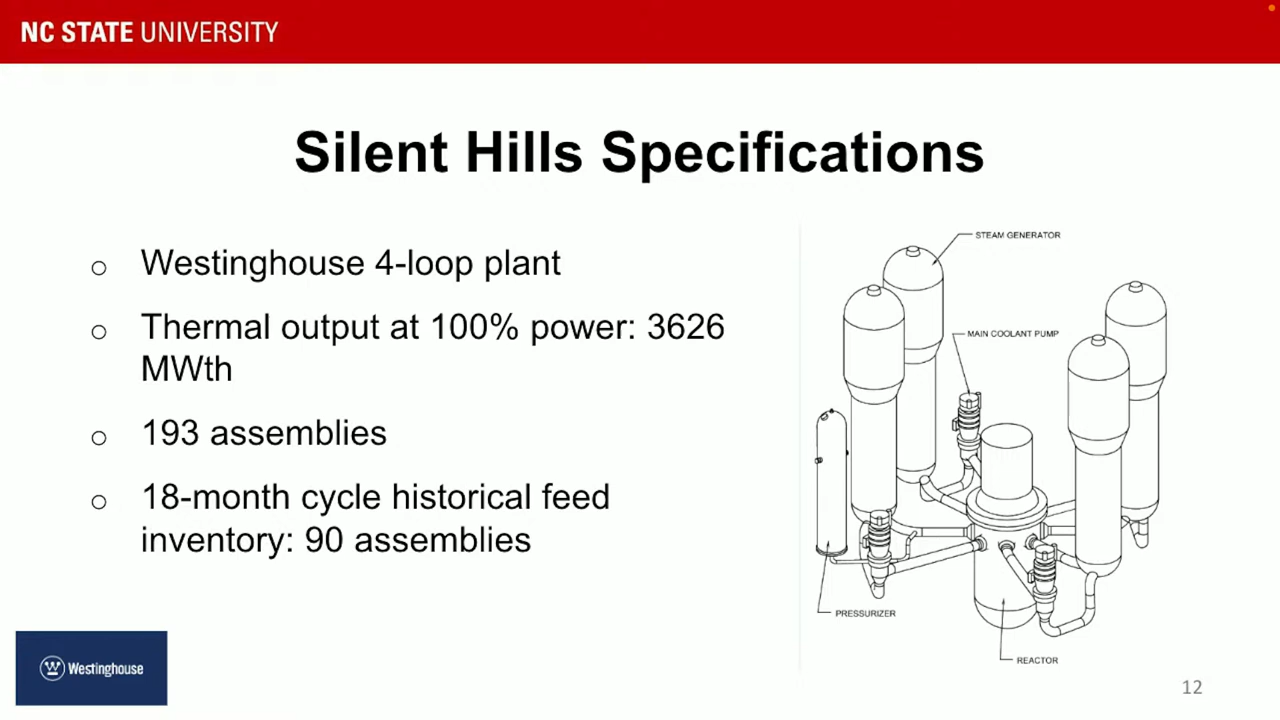 NC STATE UNIVERSITY
Silent Hills Specifications
Westinghouse 4-loop plant
Thermal output at 100% power: 3626
MWth
193 assemblies
18-month cycle historical feed
inventory: 90 assemblies
STEAM GENERATOR
MAIN COOLANT PUMP
PRESSURIZER
REACTOR
Westinghouse
12